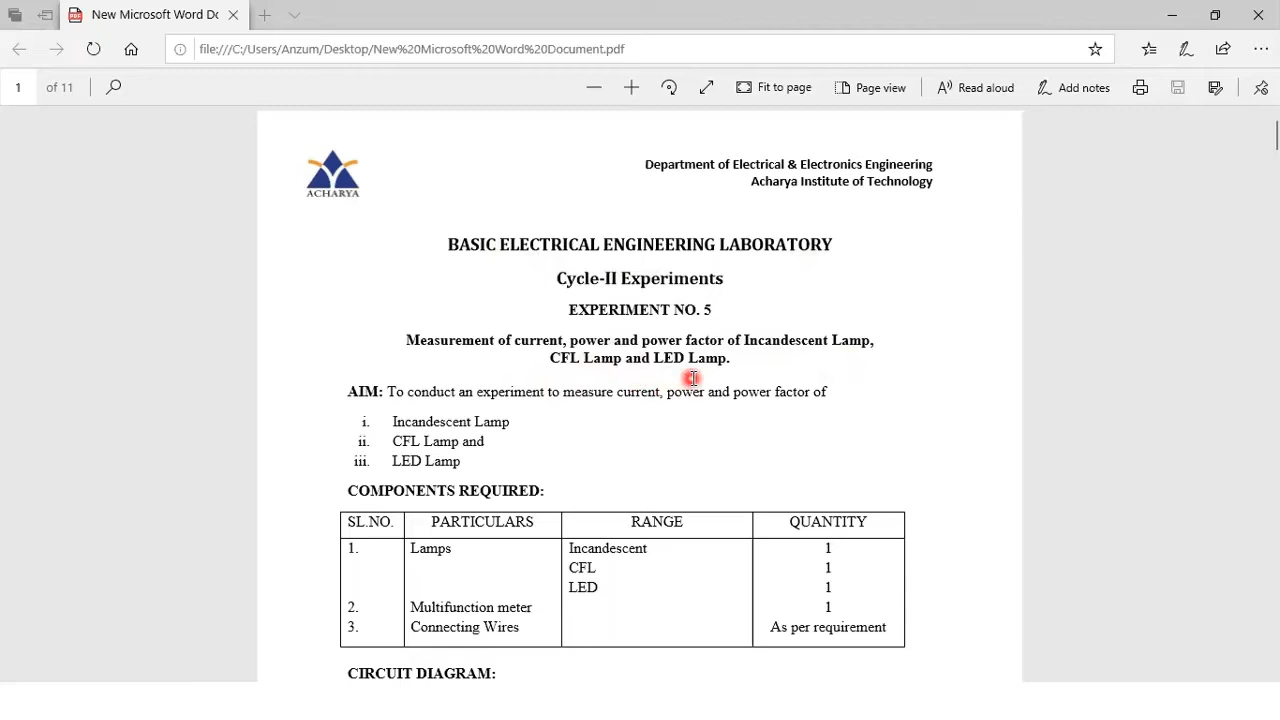 New Microsoft Word Do
file:///C:/Users/Anzum/Desktop/New%20Microsoft%20Word%20Document.pdf
1 of 11 Fit to page Page view Read aloud Add notes
ACHARYA
Department of Electrical & Electronics Engineering
Acharya Institute of Technology
BASIC ELECTRICAL ENGINEERING LABORATORY
Cycle-II Experiments
EXPERIMENT NO. 5
Measurement of current, power and power factor of Incandescent Lamp,
CFL Lamp and LED Lamp.
AIM: To conduct an experiment to measure current, power and power factor of
i. Incandescent Lamp
ii. CFL Lamp and
iii. LED Lamp
COMPONENTS REQUIRED:
SL.NO. PARTICULARS RANGE QUANTITY
1. Lamps Incandescent 1
CFL 1
LED 1
2. Multifunction meter 1
3. Connecting Wires As per requirement
CIRCUIT DIAGRAM: